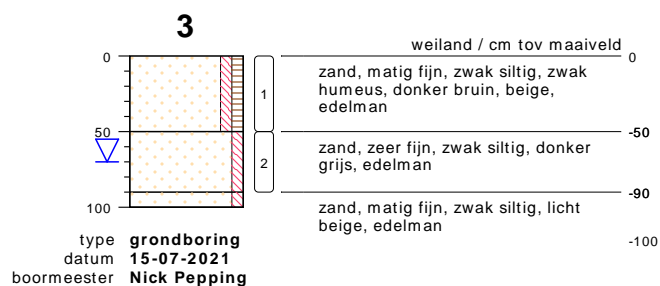 3
weiland / cm tov maaiveld
0
0
zand, matig fijn, zwak siltig, zwak
humeus, donker bruin, beige,
edelman
1
50
-50
zand, zeer fijn, zwak siltig, donker
grijs, edelman
2
-90
zand, matig fijn, zwak siltig, licht
beige, edelman
100
-100
type grondboring
datum 15-07-2021
boormeester Nick Pepping